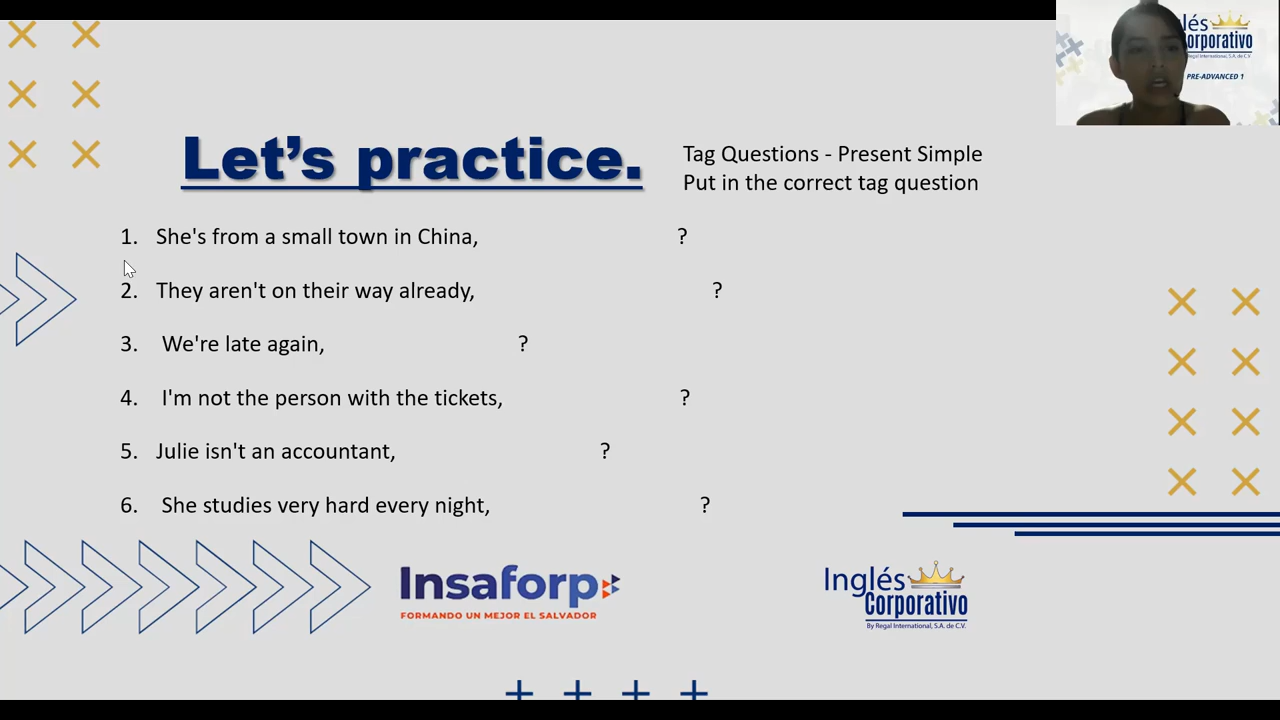 lés
orporativo
Regal International, S.A. de C.V.
PRE-ADVANCED 1
Let's practice.
Tag Questions - Present Simple
Put in the correct tag question
1. She's from a small town in China, ?
2. They aren't on their way already, ?
3. We're late again, ?
4. I'm not the person with the tickets, ?
5. Julie isn't an accountant, ?
6. She studies very hard every night, ?
Insaforp
FORMANDO UN MEJOR EL SALVADOR
Inglés
Corporativo
By Regal International, S.A. de C.V.